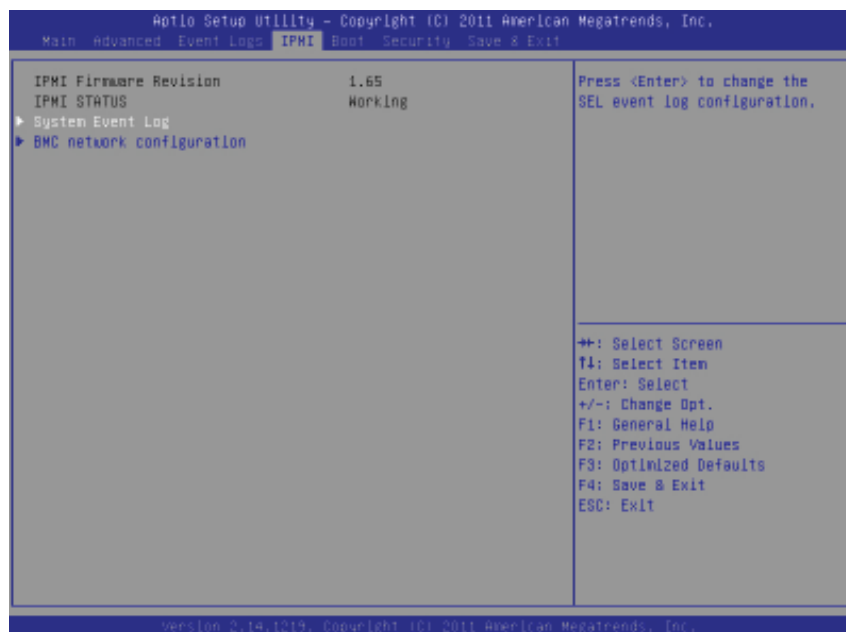 Aptio Setup Utility – Copyright (C) 2011 American Megatrends, Inc.
Main Advanced Event Logs IPMI Boot Security Save & Exit
IPMI Firmware Revision 1.65
IPMI STATUS Working
System Event Log
BMC network configuration
Press <Enter> to change the
SEL event log configuration.
→←: Select Screen
↑↓: Select Item
Enter: Select
+/-: Change Opt.
F1: General Help
F2: Previous Values
F3: Optimized Defaults
F4: Save & Exit
ESC: Exit
Version 2.14.1219. Copyright (C) 2011 American Megatrends, Inc.